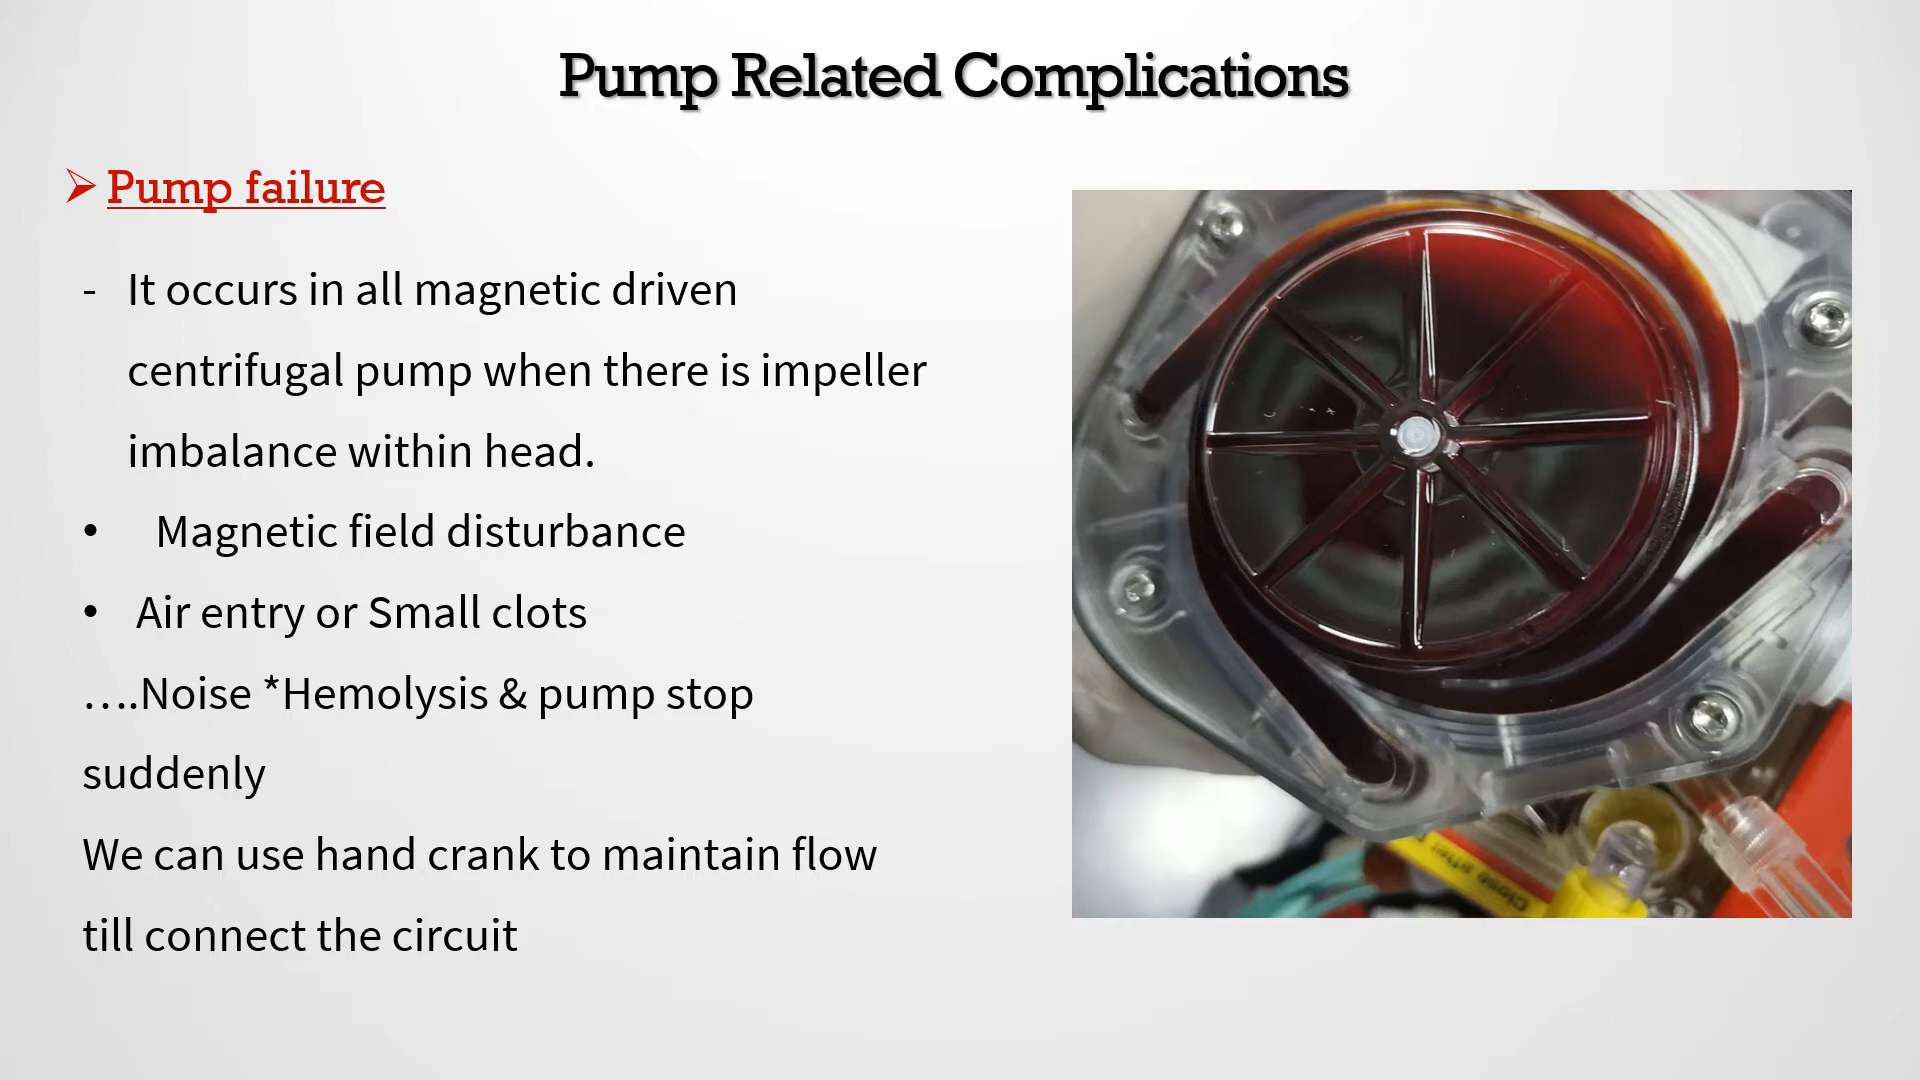 Pump Related Complications
➢ Pump failure
- It occurs in all magnetic driven
centrifugal pump when there is impeller
imbalance within head.
• Magnetic field disturbance
• Air entry or Small clots
….Noise *Hemolysis & pump stop
suddenly
We can use hand crank to maintain flow
till connect the circuit
Close after